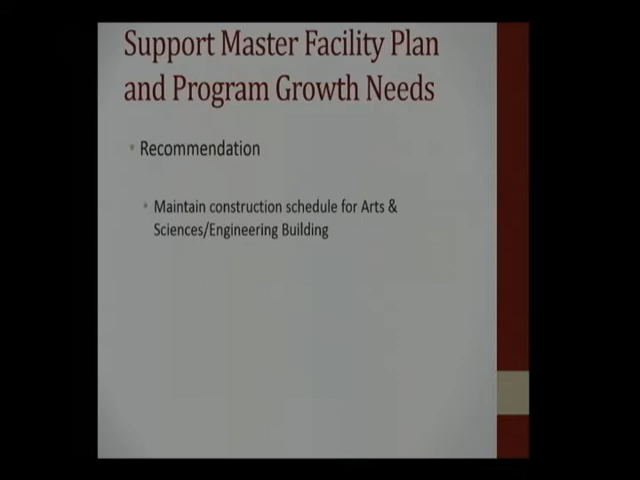 Support Master Facility Plan
and Program Growth Needs
• Recommendation
• Maintain construction schedule for Arts &
Sciences/Engineering Building